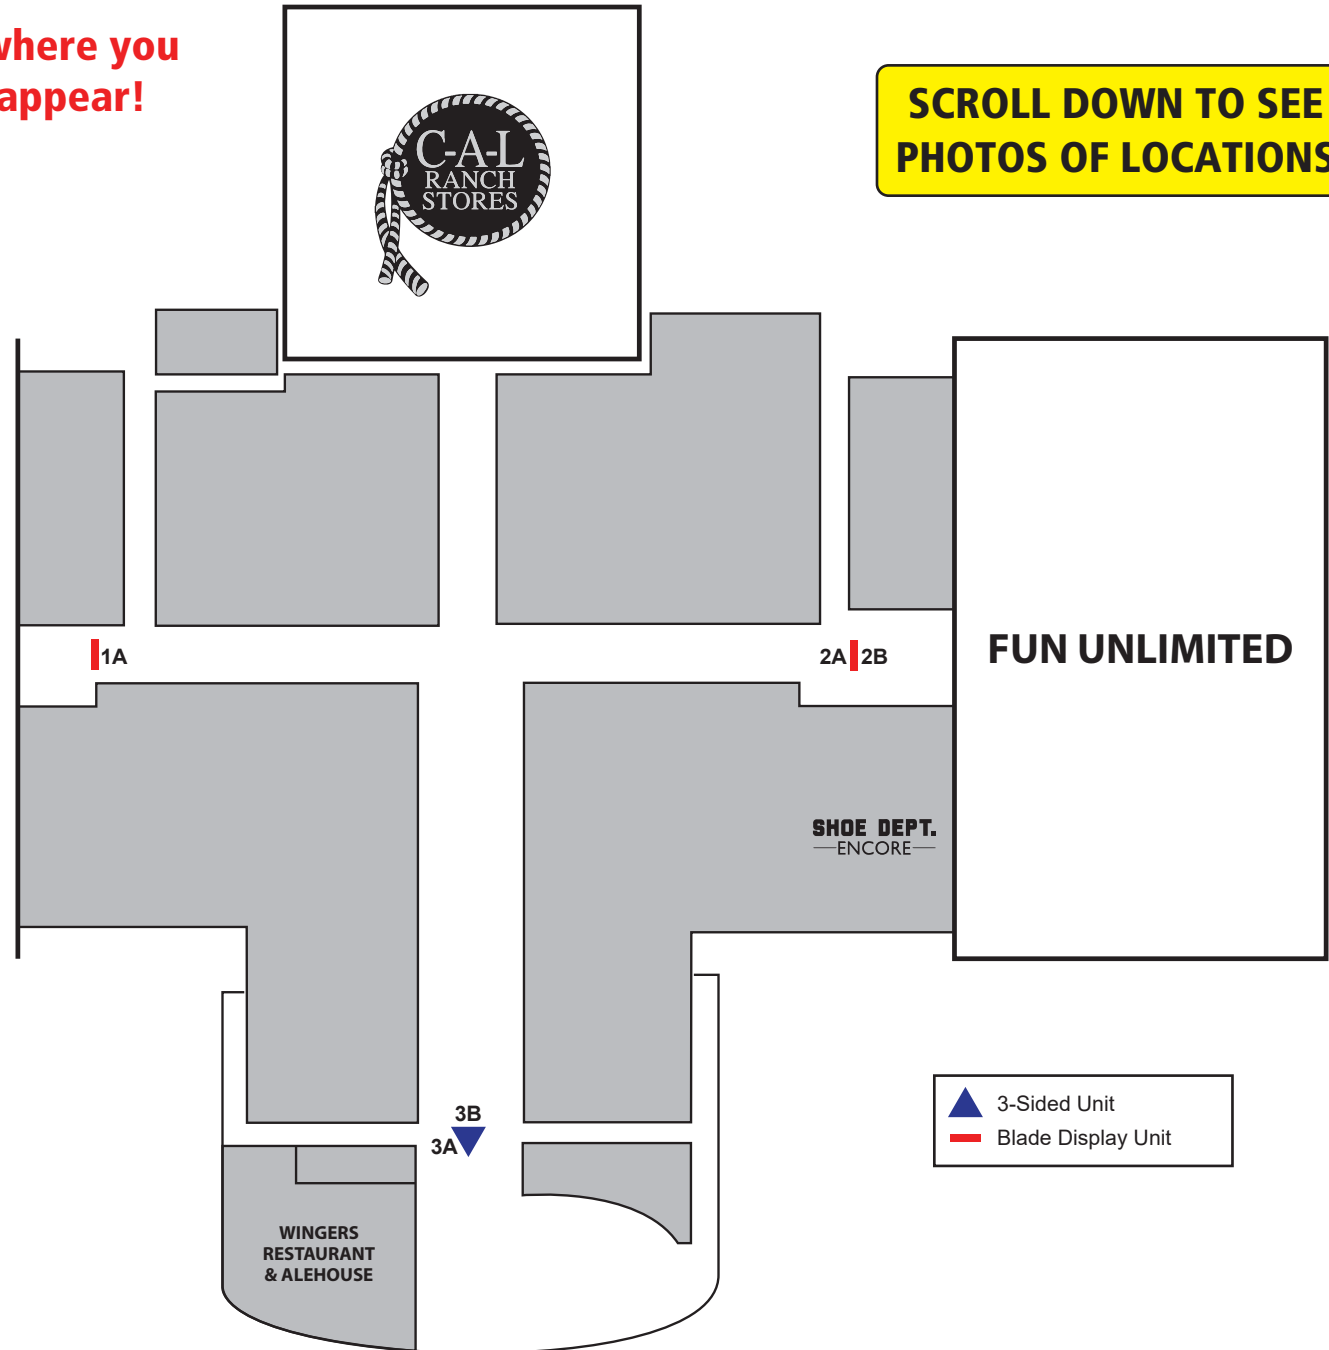 where you
appear!
SCROLL DOWN TO SEE
PHOTOS OF LOCATIONS
C-A-L
RANCH
STORES
1A
2A 2B
FUN UNLIMITED
SHOE DEPT.
ENCORE
3B
3A
3-Sided Unit
Blade Display Unit
WINGERS
RESTAURANT
& ALEHOUSE